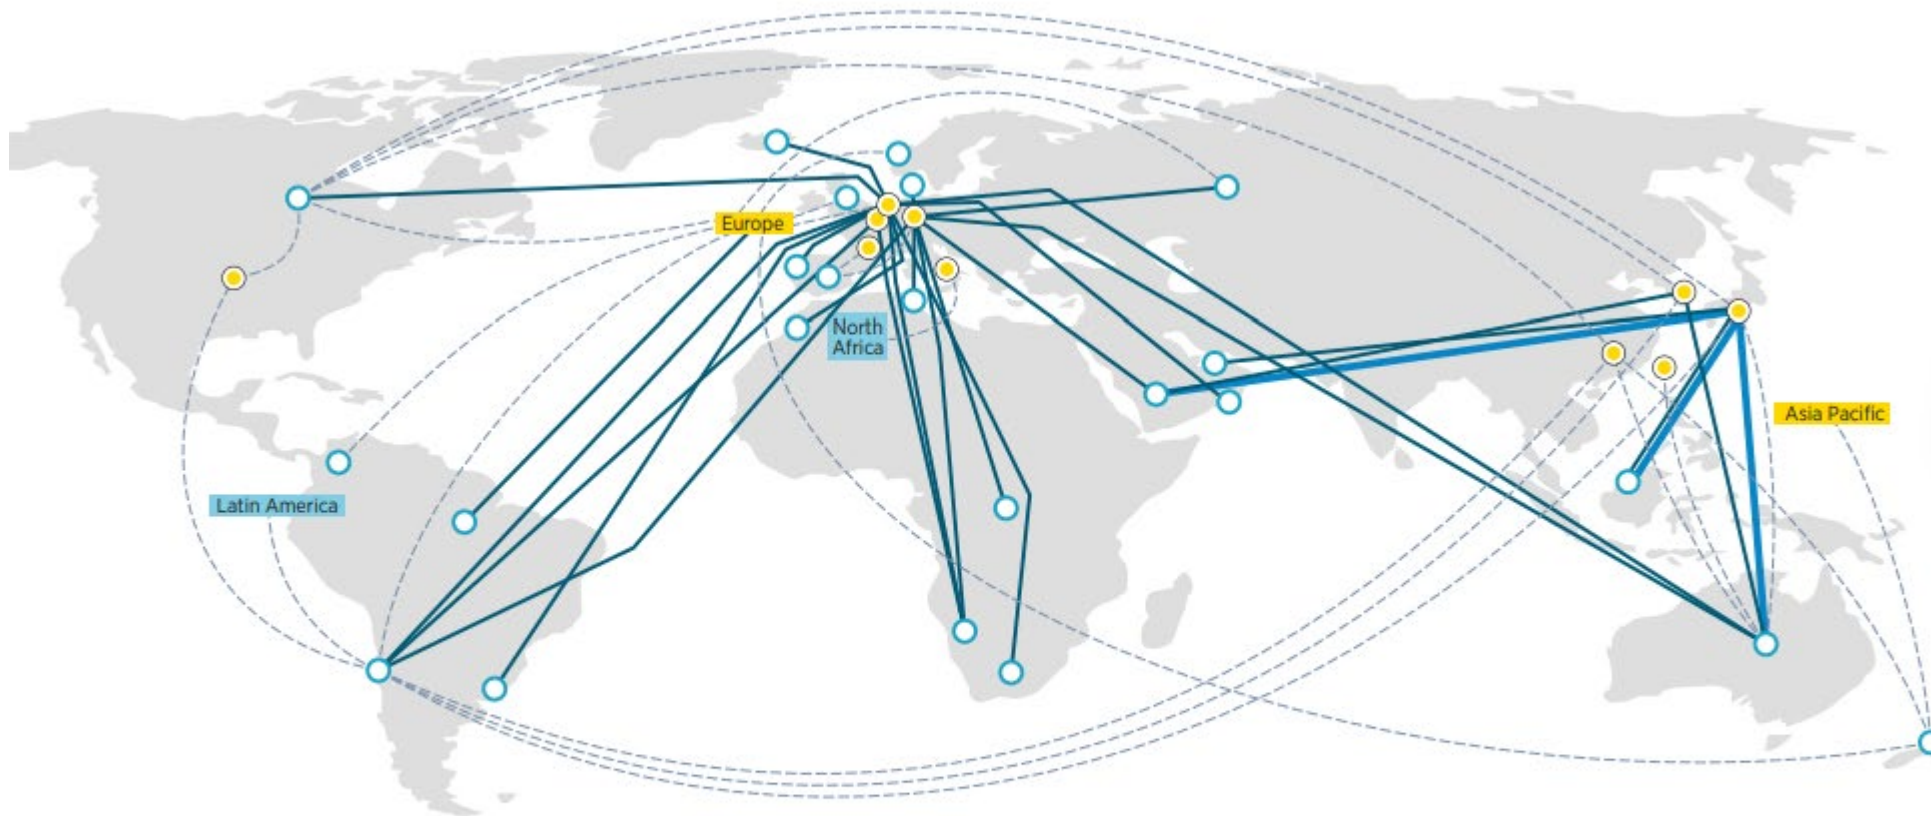 Europe
North
Africa
Asia Pacific
Latin America